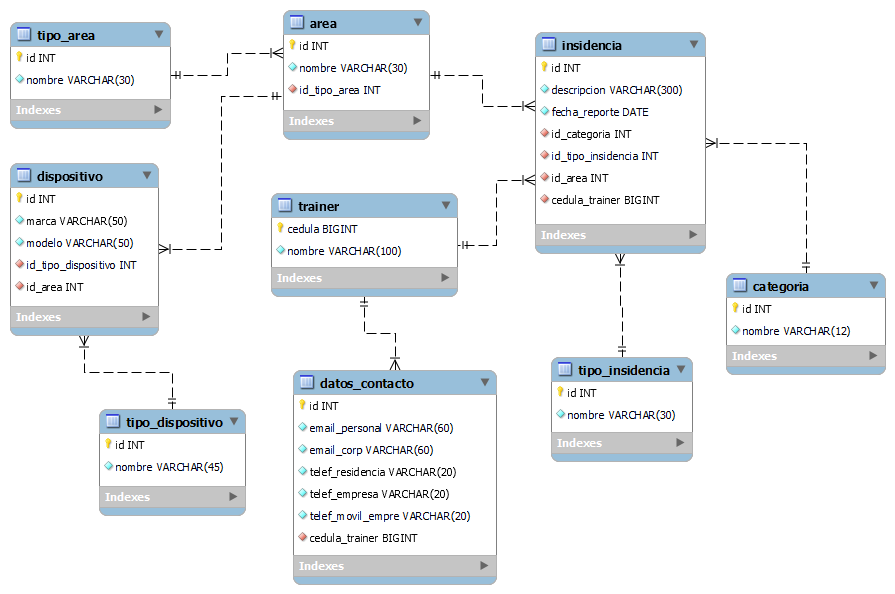 tipo_area
id INT
nombre VARCHAR(30)
Indexes
area
id INT
nombre VARCHAR(30)
id_tipo_area INT
Indexes
insidencia
id INT
descripcion VARCHAR(300)
fecha_reporte DATE
id_categoria INT
id_tipo_insidencia INT
id_area INT
cedula_trainer BIGINT
Indexes
dispositivo
id INT
marca VARCHAR(50)
modelo VARCHAR(50)
id_tipo_dispositivo INT
id_area INT
Indexes
trainer
cedula BIGINT
nombre VARCHAR(100)
Indexes
categoria
id INT
nombre VARCHAR(12)
Indexes
tipo_insidencia
id INT
nombre VARCHAR(30)
Indexes
datos_contacto
id INT
email_personal VARCHAR(60)
email_corp VARCHAR(60)
telef_residencia VARCHAR(20)
telef_empresa VARCHAR(20)
telef_movil_empre VARCHAR(20)
cedula_trainer BIGINT
Indexes
tipo_dispositivo
id INT
nombre VARCHAR(45)
Indexes